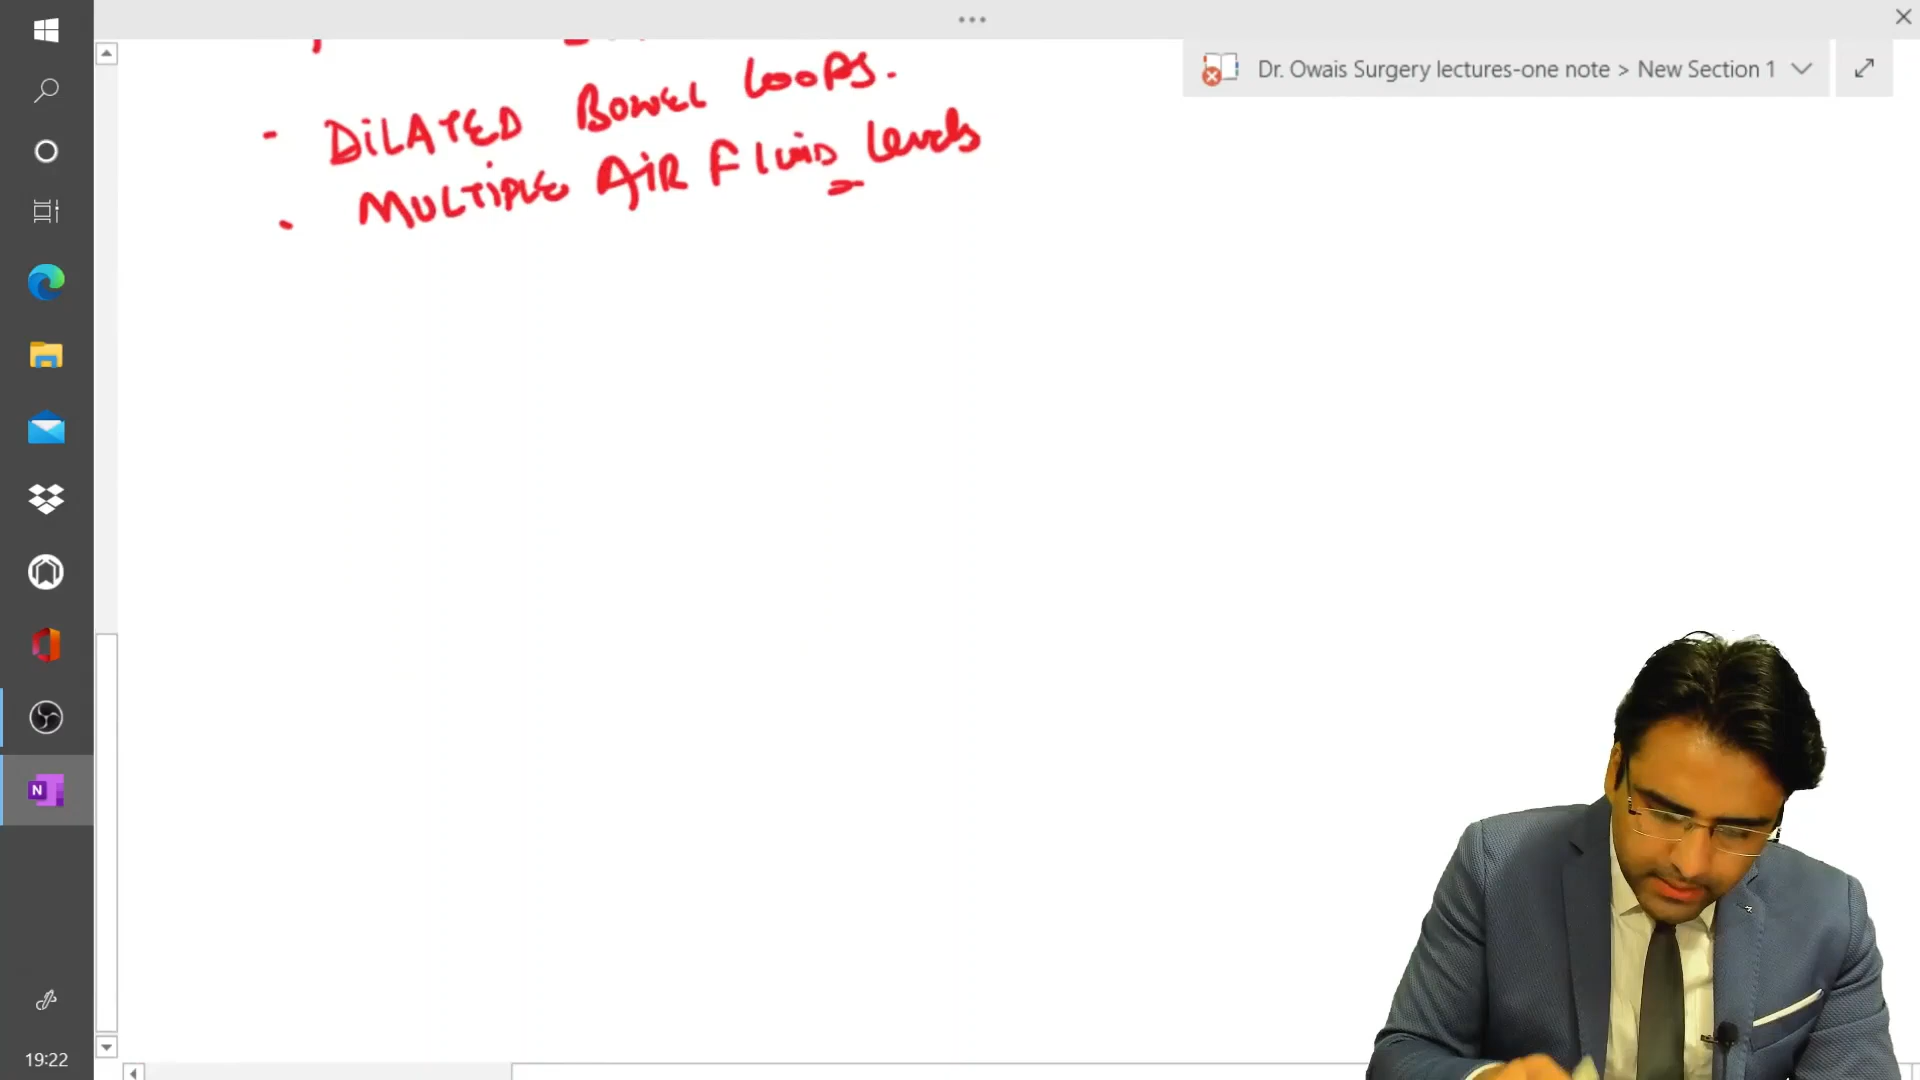 Dr. Owais Surgery lectures-one note > New Section 1
- DILATED BOWEL LOOPS.
. MULTIPLE AIR FLUID levels
N
19:22